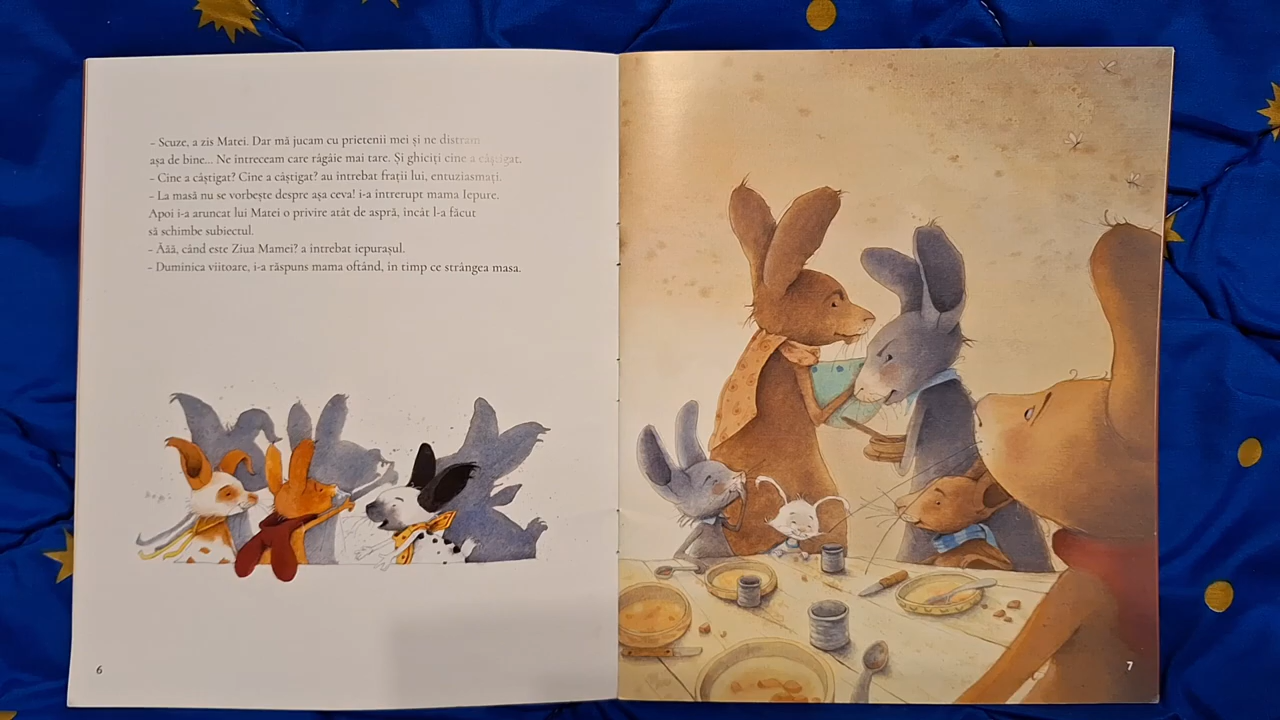 – Scuze, a zis Matei. Dar mă jucam cu prietenii mei și ne distram
așa de bine... Ne întreceam care râgâie mai tare. Și ghiciți cine a câștigat.
– Cine a câștigat? Cine a câștigat? au întrebat frații lui, entuziasmați.
– La masă nu se vorbește despre așa ceva! i-a întrerupt mama Iepure.
Apoi i-a aruncat lui Matei o privire atât de aspră, încât l-a făcut
să schimbe subiectul.
– Ăăă, când este Ziua Mamei? a întrebat iepurașul.
– Duminica viitoare, i-a răspuns mama oftând, în timp ce strângea masa.
6
7